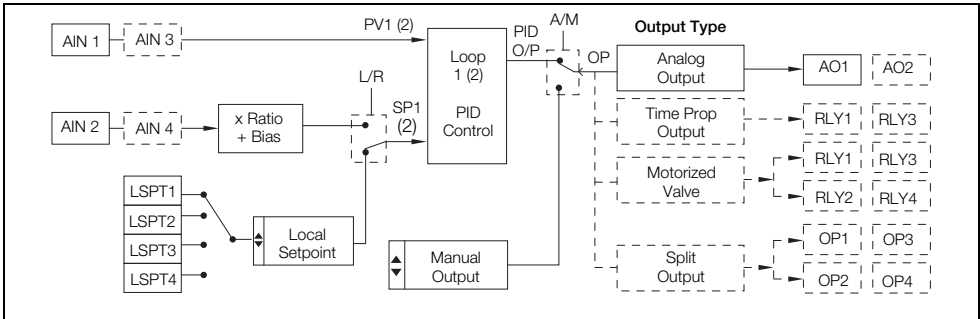 AIN 1
AIN 3
PV1 (2)
PID
O/P
A/M
Output Type
Loop
1 (2)
PID
Control
OP
Analog
Output
AO1
AO2
L/R
AIN 2
AIN 4
x Ratio
+ Bias
SP1
(2)
Time Prop
Output
RLY1
RLY3
Motorized
Valve
RLY1
RLY3
RLY2
RLY4
LSPT1
LSPT2
LSPT3
LSPT4
Local
Setpoint
Manual
Output
Split
Output
OP1
OP3
OP2
OP4